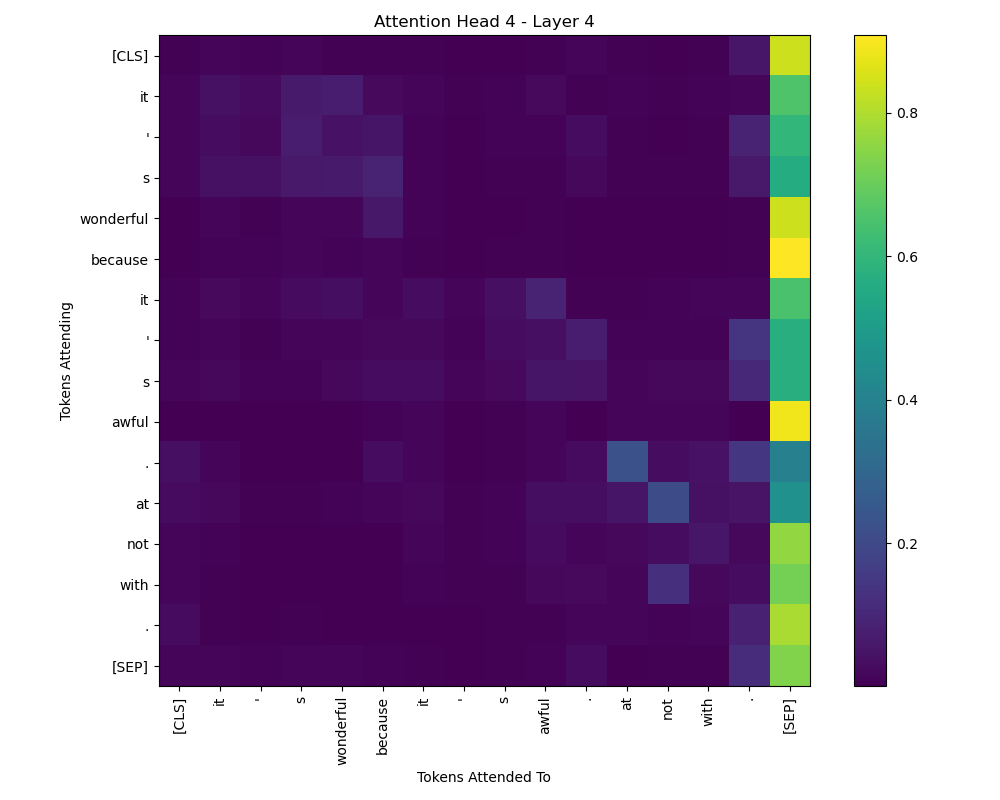 Attention Head 4 - Layer 4
Tokens Attending
[CLS]
it
'
s
wonderful
because
it
'
s
awful
.
at
not
with
.
[SEP]
[CLS]
it
'
s
wonderful
because
it
'
s
awful
.
at
not
with
.
[SEP]
Tokens Attended To
0.8
0.6
0.4
0.2